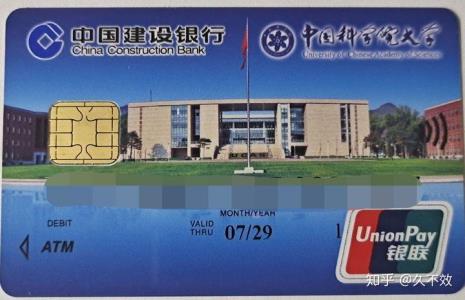 中国建设银行
China Construction Bank
中国科学院大学
University of Chinese Academy of Sciences
MONTH/YEAR
DEBIT
VALID
THRU
07/29
1
ATM
UnionPay
银联
知乎 @久不效